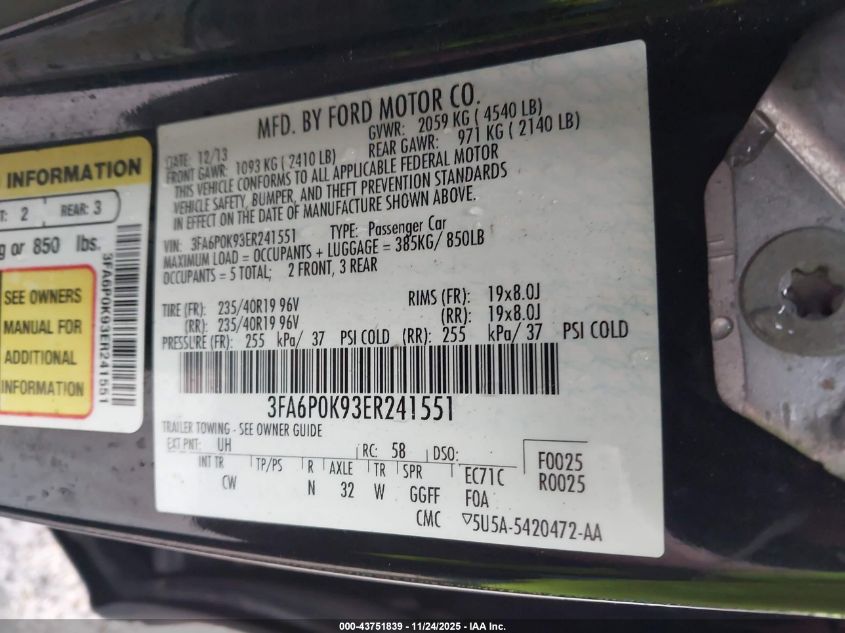 INFORMATION
2 REAR: 3
or 850 lbs.
SEE OWNERS
MANUAL FOR
ADDITIONAL
INFORMATION
3FA6P0K93ER241551
MFD. BY FORD MOTOR CO.
DATE: 12/13 GVWR: 2059 KG ( 4540 LB)
FRONT GAWR: 1093 KG ( 2410 LB) REAR GAWR: 971 KG ( 2140 LB)
THIS VEHICLE CONFORMS TO ALL APPLICABLE FEDERAL MOTOR
VEHICLE SAFETY, BUMPER, AND THEFT PREVENTION STANDARDS
IN EFFECT ON THE DATE OF MANUFACTURE SHOWN ABOVE.
VIN: 3FA6P0K93ER241551 TYPE: Passenger Car
MAXIMUM LOAD = OCCUPANTS + LUGGAGE = 385KG/ 850LB
OCCUPANTS = 5 TOTAL; 2 FRONT, 3 REAR
TIRE (FR): 235/40R19 96V RIMS (FR): 19x8.0J
(RR): 235/40R19 96V (RR): 19x8.0J
PRESSURE (FR): 255 kPa/ 37 PSI COLD (RR): 255 kPa/ 37 PSI COLD
3FA6P0K93ER241551
TRAILER TOWING - SEE OWNER GUIDE
EXT PNT: UH RC: 58 DSO: F0025
INT TR TP/PS R AXLE TR SPR EC71C R0025
CW N 32 W GGFF F0A
CMC ▽5U5A-5420472-AA
000-43751839 • 11/24/2025 - IAA Inc.